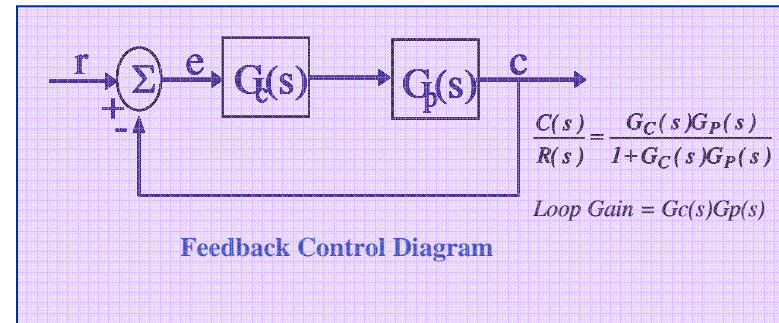 r
Σ
e
Gc(s)
Gp(s)
c
+
-
C(s)/R(s) = GC(s)GP(s)/1+GC(s)GP(s)
Loop Gain = Gc(s)Gp(s)
Feedback Control Diagram